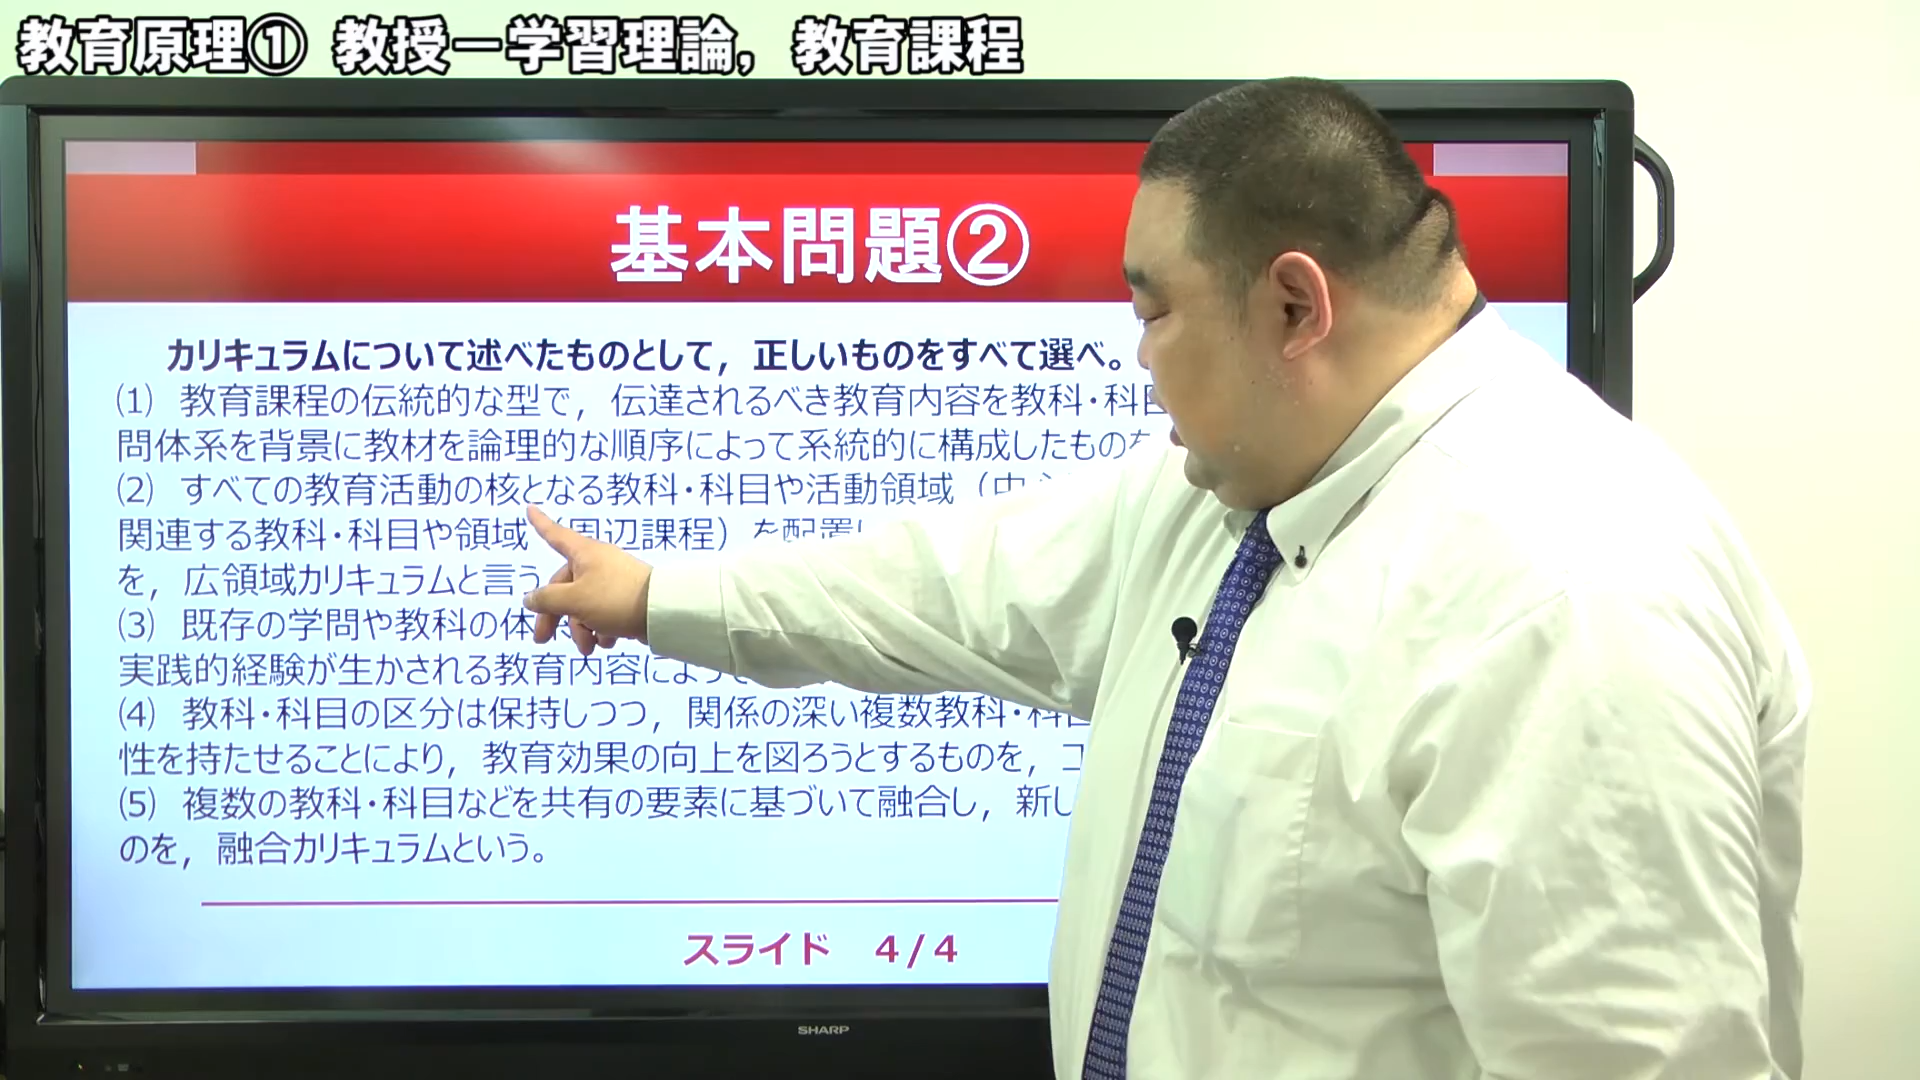 教育原理① 教授－学習理論，教育課程
基本問題②
カリキュラムについて述べたものとして，正しいものをすべて選べ。
⑴ 教育課程の伝統的な型で，伝達されるべき教育内容を教科・科目
問体系を背景に教材を論理的な順序によって系統的に構成したものを
⑵ すべての教育活動の核となる教科・科目や活動領域（中
関連する教科・科目や領域（周辺課程）を配置し
を，広領域カリキュラムと言う
⑶ 既存の学問や教科の体系
実践的経験が生かされる教育内容によって
⑷ 教科・科目の区分は保持しつつ，関係の深い複数教科・科目
性を持たせることにより，教育効果の向上を図ろうとするものを，コ
⑸ 複数の教科・科目などを共有の要素に基づいて融合し，新し
のを，融合カリキュラムという。
スライド 4/4
SHARP